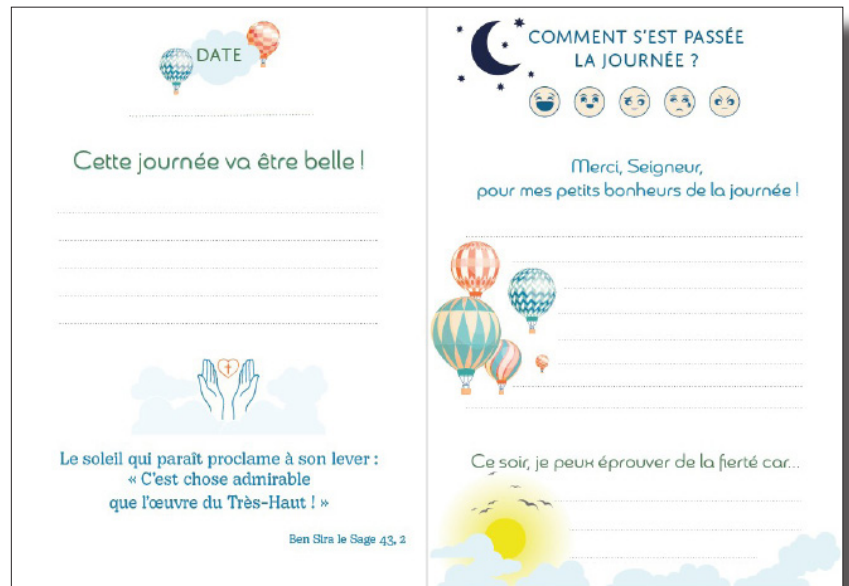 DATE
Cette journée va être belle !
Le soleil qui paraît proclame à son lever :
« C'est chose admirable
que l'œuvre du Très-Haut ! »
Ben Sira le Sage 43, 2
COMMENT S'EST PASSÉE
LA JOURNÉE ?
Merci, Seigneur,
pour mes petits bonheurs de la journée !
Ce soir, je peux éprouver de la fierté car...